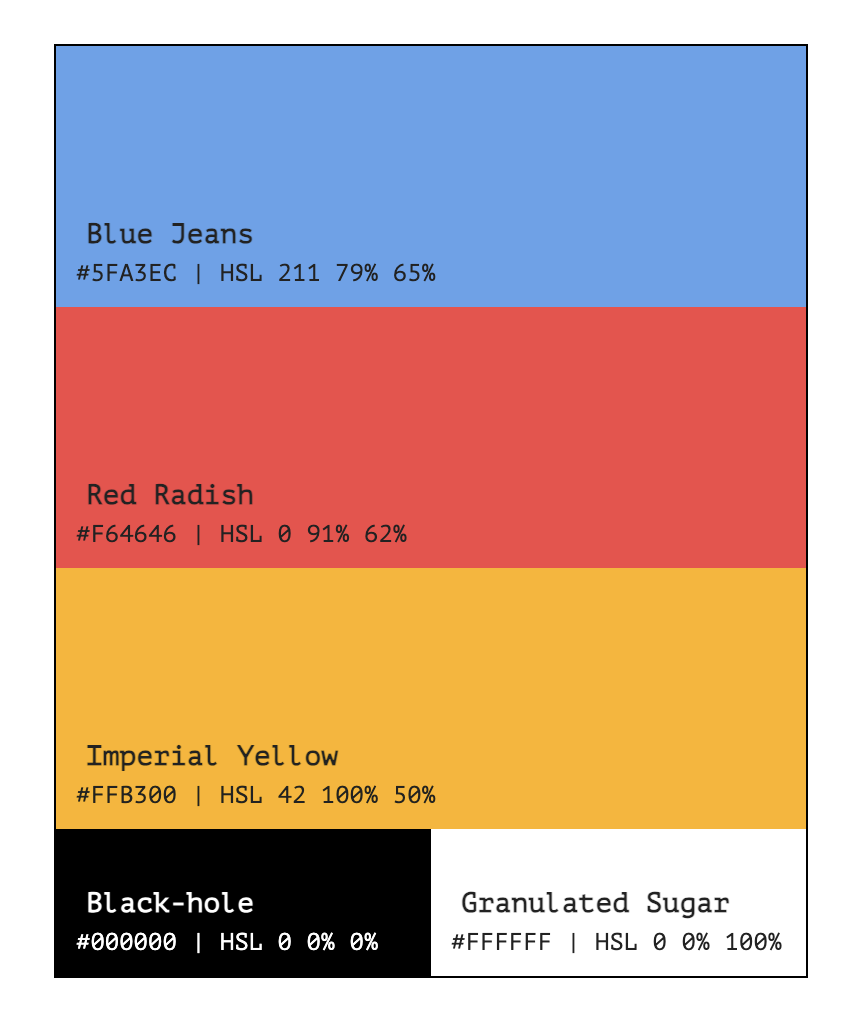 Blue Jeans
#5FA3EC | HSL 211 79% 65%
Red Radish
#F64646 | HSL 0 91% 62%
Imperial Yellow
#FFB300 | HSL 42 100% 50%
Black-hole
#000000 | HSL 0 0% 0%
Granulated Sugar
#FFFFFF | HSL 0 0% 100%